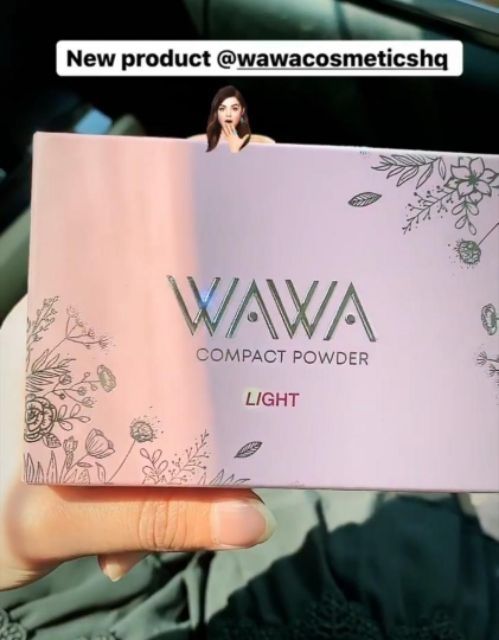 New product @wawacosmeticshq
WAWA
COMPACT POWDER
LIGHT